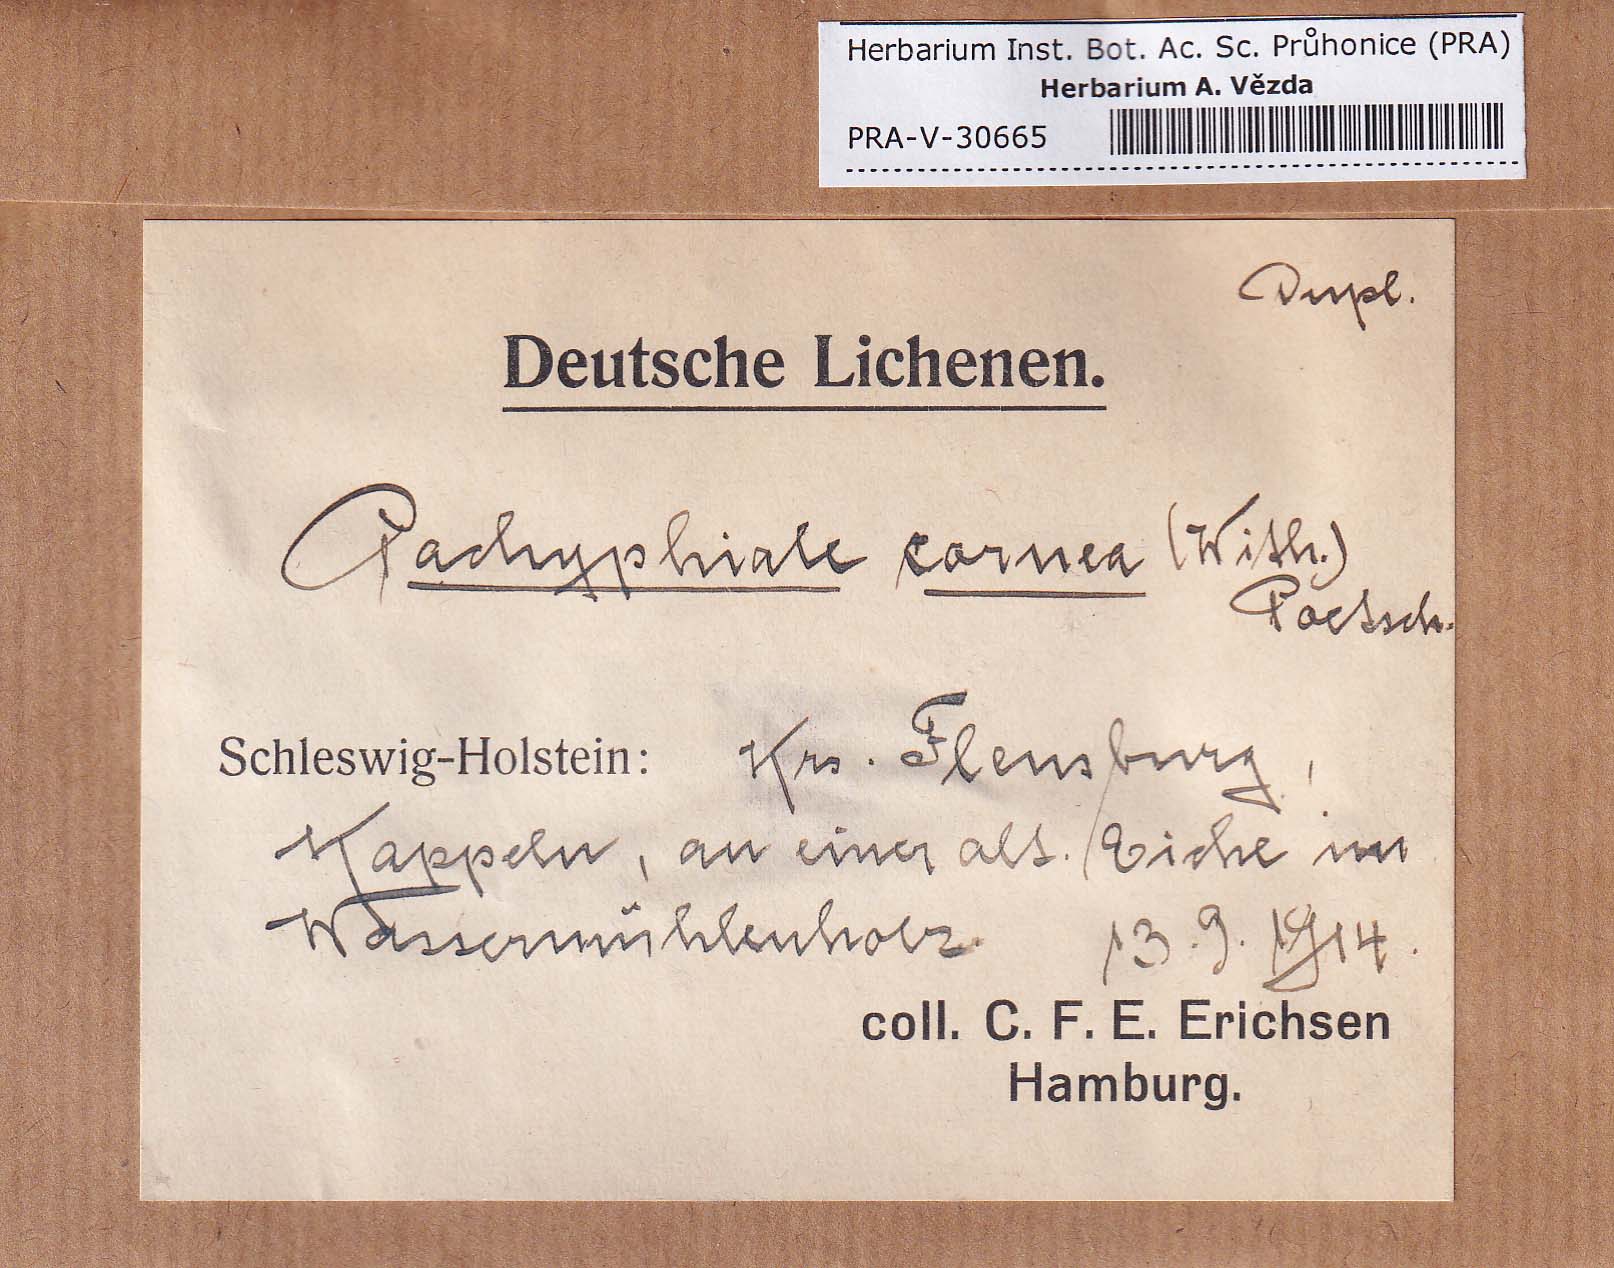 Herbarium Inst. Bot. Ac. Sc. Průhonice (PRA)
Herbarium A. Vězda
PRA-V-30665
Dupl.
Deutsche Lichenen.
Pachyphiale cornea (With.)
Poetsch.
Schleswig-Holstein: Krs. Flensburg,
Kappeln, an einer alt. Eiche im
Wassermühlenholz. 13.9.1914.
coll. C. F. E. Erichsen
Hamburg.